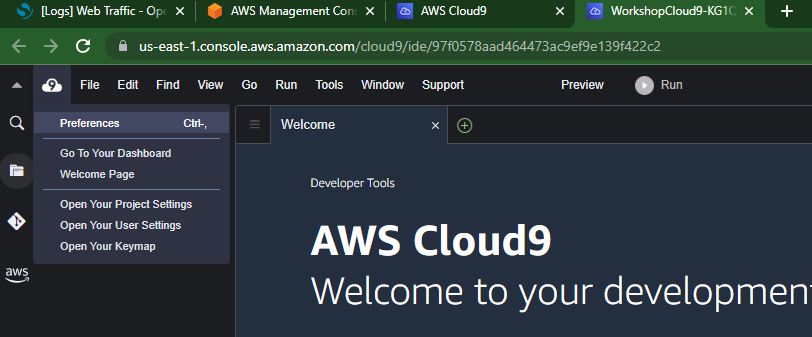 [Logs] Web Traffic - Ope
AWS Management Cons
AWS Cloud9
WorkshopCloud9-KG1C
us-east-1.console.aws.amazon.com/cloud9/ide/97f0578aad464473ac9ef9e139f422c2
9 File Edit Find View Go Run Tools Window Support Preview Run
Preferences Ctrl-,
Go To Your Dashboard
Welcome Page
Open Your Project Settings
Open Your User Settings
Open Your Keymap
aws
Welcome
Developer Tools
AWS Cloud9
Welcome to your development